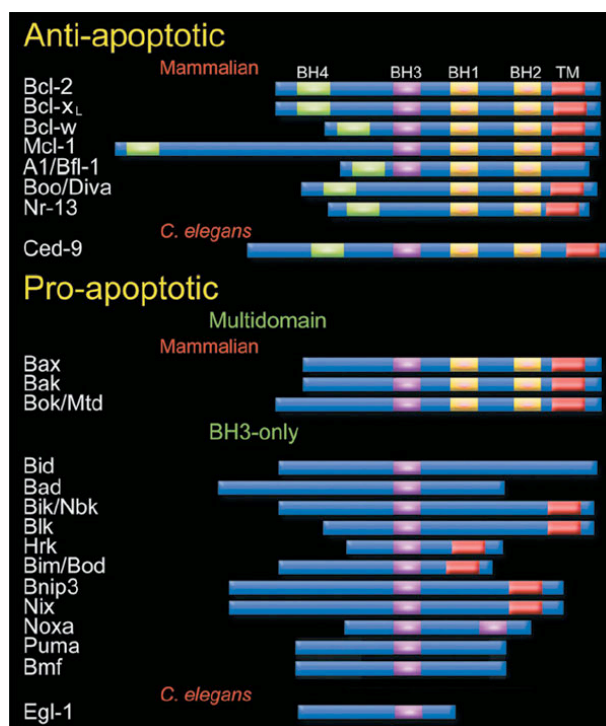 Anti-apoptotic
Mammalian BH4 BH3 BH1 BH2 TM
Bcl-2
Bcl-xL
Bcl-w
Mcl-1
A1/Bfl-1
Boo/Diva
Nr-13
C. elegans
Ced-9
Pro-apoptotic
Multidomain
Mammalian
Bax
Bak
Bok/Mtd
BH3-only
Bid
Bad
Bik/Nbk
Blk
Hrk
Bim/Bod
Bnip3
Nix
Noxa
Puma
Bmf
C. elegans
Egl-1